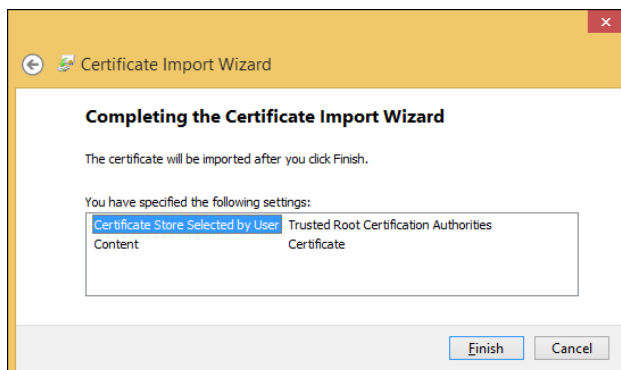 Certificate Import Wizard
Completing the Certificate Import Wizard
The certificate will be imported after you click Finish.
You have specified the following settings:
Certificate Store Selected by User Trusted Root Certification Authorities
Content Certificate
Finish Cancel